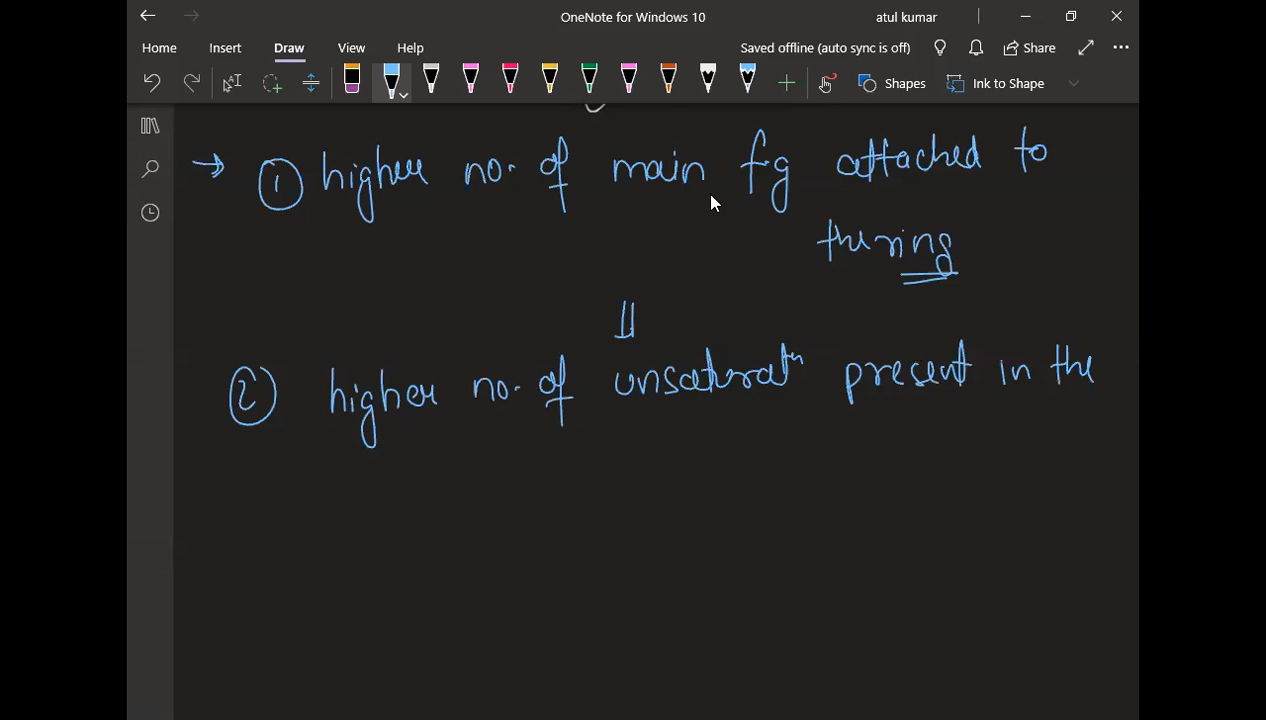 OneNote for Windows 10
atul kumar
Home Insert Draw View Help
Saved offline (auto sync is off)
Share
Shapes
Ink to Shape
→ ① higher no. of main f.g attached to
the ring
② higher no. of unsaturatⁿ present in the